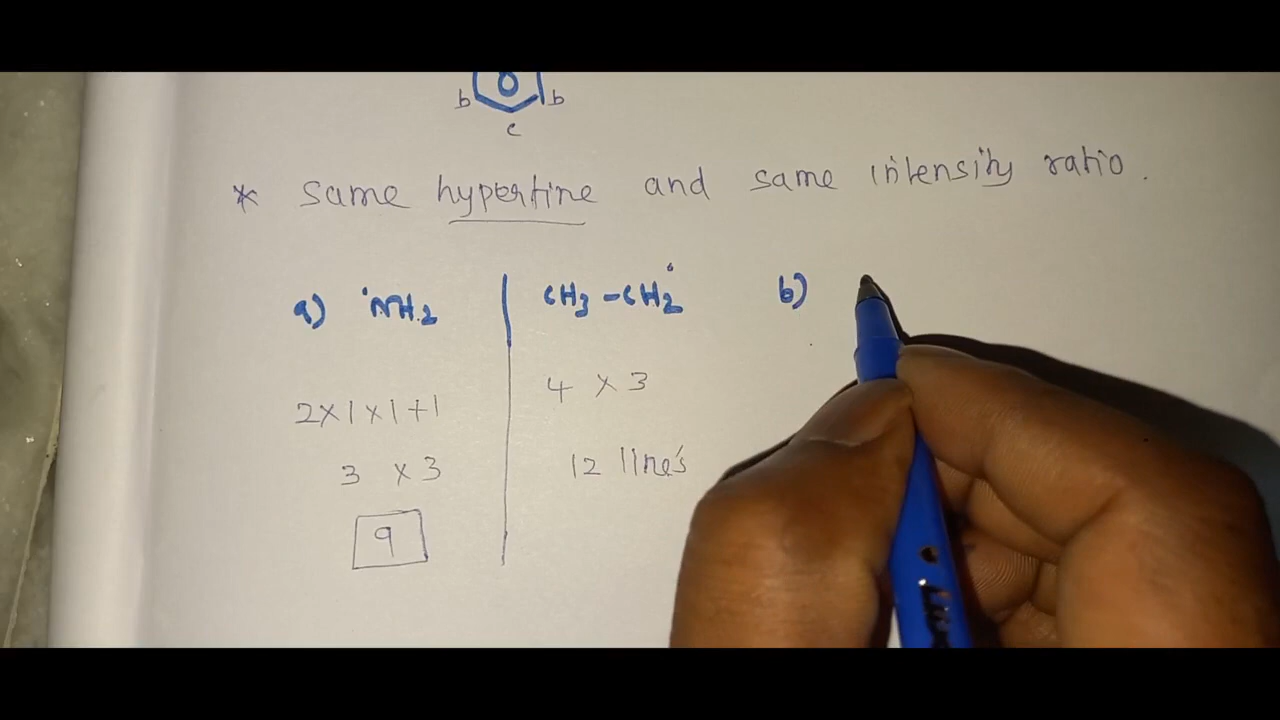 b b
c
* same hyperfine and same intensity ratio.
a) •NH2 CH3 - CH2• b)
2×1×1+1 4 × 3
3 × 3 12 line's
9